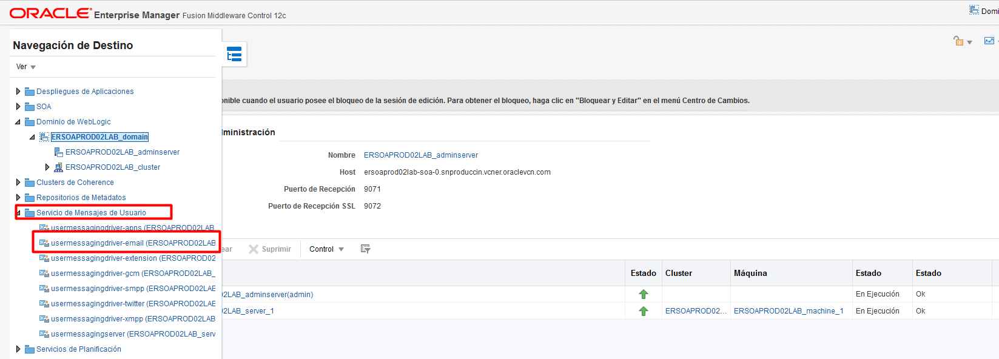 ORACLE Enterprise Manager Fusion Middleware Control 12c
Domi
Navegación de Destino
Ver
Despliegues de Aplicaciones
SOA
Dominio de WebLogic
ERSOAPROD02LAB_domain
ERSOAPROD02LAB_adminserver
ERSOAPROD02LAB_cluster
Clusters de Coherence
Repositorios de Metadatos
Servicio de Mensajes de Usuario
usermessagingdriver-apns (ERSOAPROD02LAB
usermessagingdriver-email (ERSOAPROD02LAB
usermessagingdriver-extension (ERSOAPROD02
usermessagingdriver-gcm (ERSOAPROD02LAB_
usermessagingdriver-smpp (ERSOAPROD02LAB
usermessagingdriver-twitter (ERSOAPROD02LAB
usermessagingdriver-xmpp (ERSOAPROD02LAB
usermessagingserver (ERSOAPROD02LAB_serv
Servicios de Planificación
onible cuando el usuario posee el bloqueo de la sesión de edición. Para obtener el bloqueo, haga clic en "Bloquear y Editar" en el menú Centro de Cambios.
dministración
Nombre ERSOAPROD02LAB_adminserver
Host ersoaprod02lab-soa-0.snproduccin.vcner.oraclevcn.com
Puerto de Recepción 9071
Puerto de Recepción SSL 9072
ear Suprimir Control
Estado Cluster Máquina Estado Estado
02LAB_adminserver(admin) En Ejecución Ok
02LAB_server_1 ERSOAPROD02... ERSOAPROD02LAB_machine_1 En Ejecución Ok